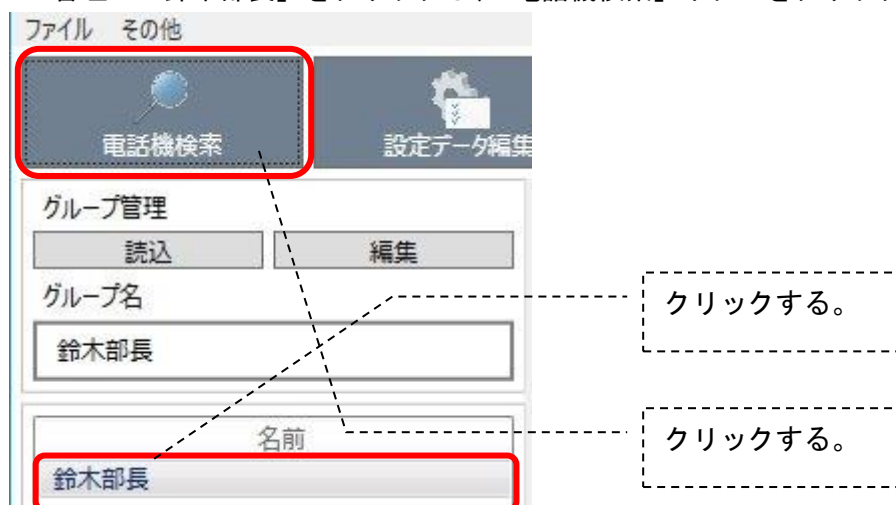 ファイル その他
電話機検索
設定データ編集
グループ管理
読込 編集
グループ名
クリックする。
鈴木部長
クリックする。
名前
鈴木部長